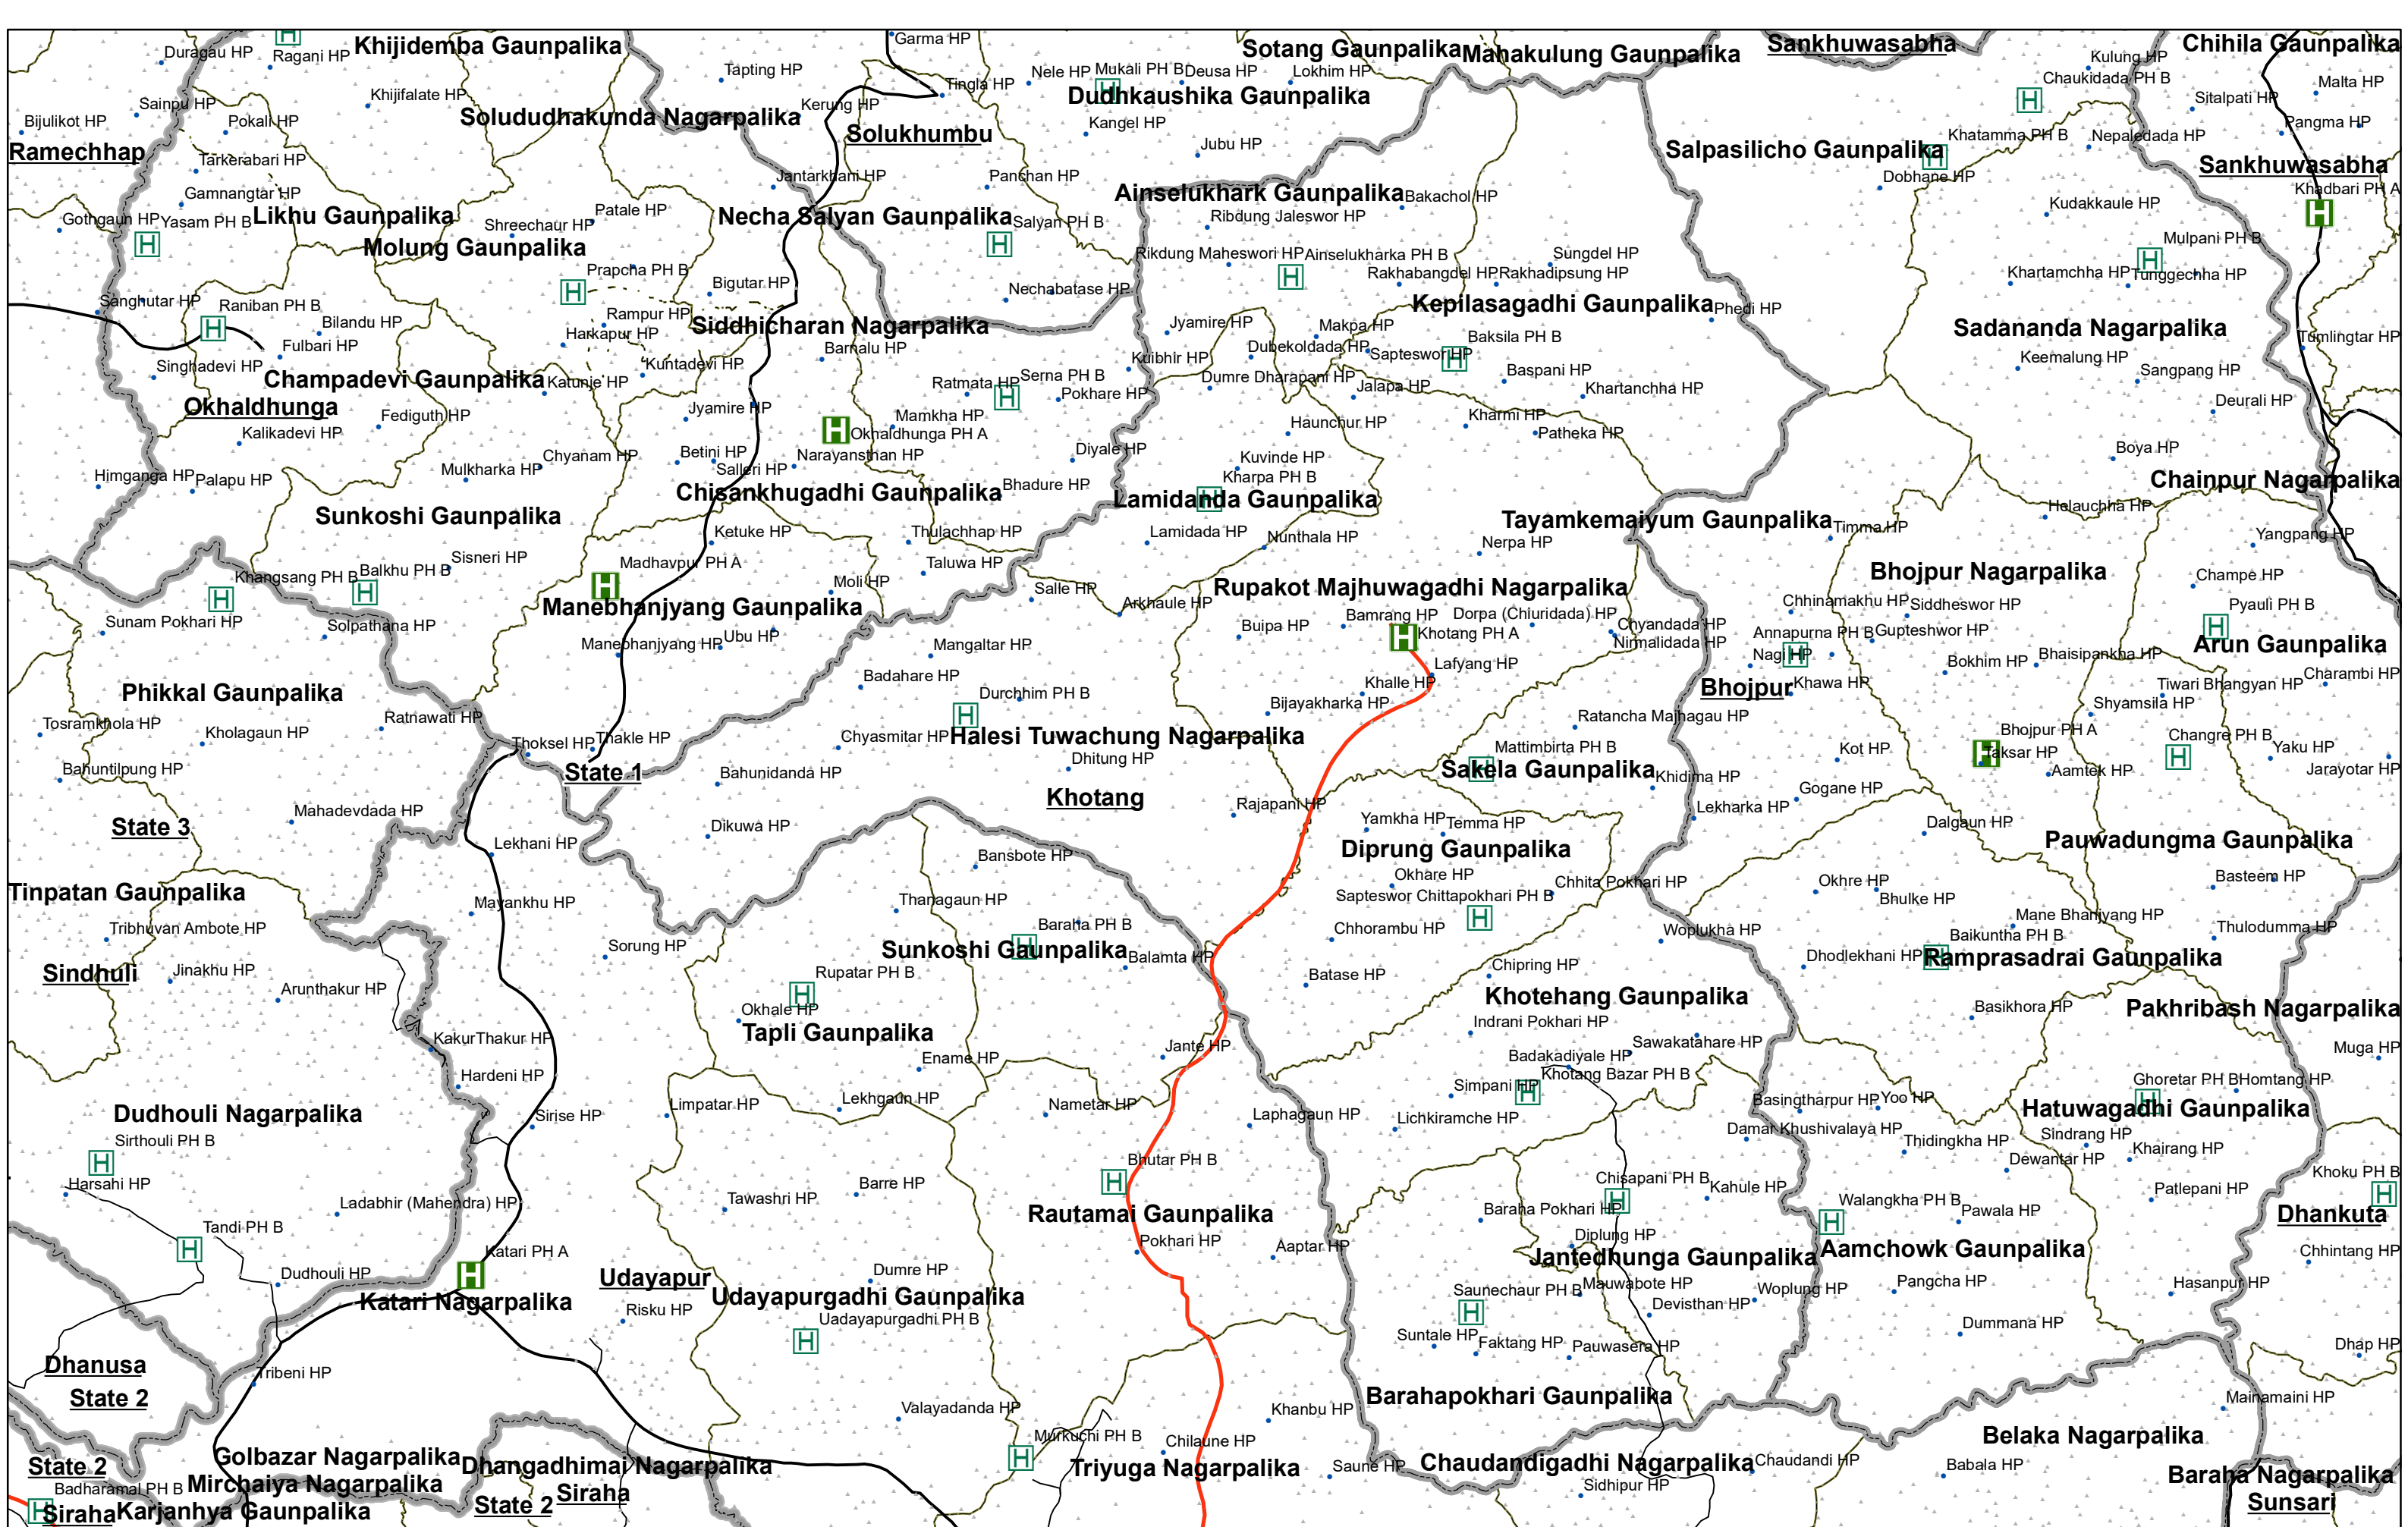 Garma HP
Duragau HP
Ragani HP
Khijidemba Gaunpalika
Sotang Gaunpalika
Mahakulung Gaunpalika
Sankhuwasabha
Chihila Gaunpalika
Kulung HP
Tapting HP
Nele HP
Mukali PH B
Deusa HP
Lokhim HP
Chaukidada PH B
Malta HP
Tingla HP
Khijifalate HP
Dudhkaushika Gaunpalika
Sitalpati HP
Sainpu HP
Kerung HP
Solududhakunda Nagarpalika
Bijulikot HP
Pokali HP
Kangel HP
Pangma HP
Solukhumbu
Khatamma PH B
Nepaledada HP
Jubu HP
Salpasilicho Gaunpalika
Ramechhap
Tarkerabari HP
Sankhuwasabha
Jantarkhani HP
Panchan HP
Dobhane HP
Khadbari PH A
Gamnangtar HP
Ainselukhark Gaunpalika
Bakachol HP
Kudakkaule HP
Gothgaun HP
Yasam PH B
Likhu Gaunpalika
Patale HP
Shreechaur HP
Necha Salyan Gaunpalika
Salyan PH B
Ribdung Jaleswor HP
Molung Gaunpalika
Mulpani PH B
Rikdung Maheswori HP
Ainselukharka PH B
Sungdel HP
Prapcha PH B
Rakhabangdel HP
Rakhadipsung HP
Khartamchha HP
Tunggechha HP
Bigutar HP
Nechabatase HP
Sanghutar HP
Raniban PH B
Kepilasagadhi Gaunpalika
Phedi HP
Rampur HP
Bilandu HP
Siddhicharan Nagarpalika
Jyamire HP
Makpa HP
Sadananda Nagarpalika
Harkapur HP
Baksila PH B
Tumlingtar HP
Fulbari HP
Barnalu HP
Dubekoldada HP
Sapteswor HP
Kuibhir HP
Keemalung HP
Singhadevi HP
Kuntadevi HP
Baspani HP
Sangpang HP
Champadevi Gaunpalika
Katunje HP
Ratmata HP
Serna PH B
Dumre Dharapani HP
Jalapa HP
Khartanchha HP
Pokhare HP
Okhaldhunga
Jyamire HP
Deurali HP
Fediguth HP
Mamkha HP
Haunchur HP
Kharmi HP
Kalikadevi HP
Okhaldhunga PH A
Patheka HP
Diyale HP
Boya HP
Chyanam HP
Betini HP
Narayansthan HP
Kuvinde HP
Mulkharka HP
Salleri HP
Himganga HP
Palapu HP
Kharpa PH B
Chainpur Nagarpalika
Chisankhugadhi Gaunpalika
Bhadure HP
Lamidanda Gaunpalika
Helauchha HP
Sunkoshi Gaunpalika
Tayamkemaiyum Gaunpalika
Timma HP
Ketuke HP
Thulachhap HP
Lamidada HP
Nunthala HP
Nerpa HP
Yangpang HP
Sisneri HP
Madhavpur PH A
Taluwa HP
Khangsang PH B
Balkhu PH B
Bhojpur Nagarpalika
Champe HP
Moli HP
Salle HP
Rupakot Majhuwagadhi Nagarpalika
Arkhaule HP
Manebhanjyang Gaunpalika
Chhinamakhu HP
Siddheswor HP
Pyauli PH B
Sunam Pokhari HP
Solpathana HP
Buipa HP
Bamrang HP
Dorpa (Chiuridada) HP
Chyandada HP
Khotang PH A
Annapurna PH B
Gupteshwor HP
Manebhanjyang HP
Ubu HP
Mangaltar HP
Nirmalidada HP
Arun Gaunpalika
Nagi HP
Bokhim HP
Bhaisipankha HP
Lafyang HP
Badahare HP
Khalle HP
Khawa HP
Charambi HP
Phikkal Gaunpalika
Durchhim PH B
Bhojpur
Tiwari Bhangyan HP
Bijayakharka HP
Shyamsila HP
Tosramkhola HP
Ratnawati HP
Ratancha Majhagau HP
Kholagaun HP
Thoksel HP
Thakle HP
Chyasmitar HP
Halesi Tuwachung Nagarpalika
Bhojpur PH A
Changre PH B
Mattimbirta PH B
Kot HP
Taksar HP
Yaku HP
Dhitung HP
Bahuntilpung HP
State 1
Bahunidanda HP
Sakela Gaunpalika
Khidima HP
Aamtek HP
Jarayotar HP
Gogane HP
Khotang
Rajapani HP
Lekharka HP
Mahadevdada HP
State 3
Dikuwa HP
Yamkha HP
Temma HP
Dalgaun HP
Lekhani HP
Pauwadungma Gaunpalika
Bansbote HP
Diprung Gaunpalika
Okhare HP
Chhita Pokhari HP
Okhre HP
Basteem HP
Tinpatan Gaunpalika
Mayankhu HP
Thanagaun HP
Sapteswor Chittapokhari PH B
Bhulke HP
Tribhuvan Ambote HP
Baraha PH B
Chhorambu HP
Woplukha HP
Mane Bhanjyang HP
Thulodumma HP
Sorung HP
Sunkoshi Gaunpalika
Balamta HP
Baikuntha PH B
Dhodlekhani HP
Ramprasadrai Gaunpalika
Sindhuli
Jinakhu HP
Rupatar PH B
Batase HP
Chipring HP
Arunthakur HP
Khotehang Gaunpalika
Okhale HP
Basikhora HP
Pakhribash Nagarpalika
Tapli Gaunpalika
Indrani Pokhari HP
KakurThakur HP
Jante HP
Sawakatahare HP
Muga HP
Ename HP
Badakadiyale HP
Hardeni HP
Khotang Bazar PH B
Simpani HP
Ghoretar PH B
Homtang HP
Dudhouli Nagarpalika
Sirise HP
Limpatar HP
Lekhgaun HP
Nametar HP
Laphagaun HP
Lichkiramche HP
Basingtharpur HP
Yoo HP
Hatuwagadhi Gaunpalika
Sirthouli PH B
Damar Khushivalaya HP
Thidingkha HP
Sindrang HP
Khairang HP
Bhutar PH B
Dewantar HP
Khoku PH B
Harsahi HP
Chisapani PH B
Kahule HP
Ladabhir (Mahendra) HP
Tawashri HP
Barre HP
Walangkha PH B
Patlepani HP
Baraha Pokhari HP
Pawala HP
Rautamai Gaunpalika
Dhankuta
Tandi PH B
Diplung HP
Katari PH A
Pokhari HP
Aaptar HP
Jantedhunga Gaunpalika
Aamchowk Gaunpalika
Chhintang HP
Dudhouli HP
Udayapur
Dumre HP
Saunechaur PH B
Mauwabote HP
Woplung HP
Pangcha HP
Hasanpur HP
Katari Nagarpalika
Risku HP
Udayapurgadhi Gaunpalika
Devisthan HP
Uadayapurgadhi PH B
Dummana HP
Suntale HP
Faktang HP
Pauwasera HP
Dhap HP
Dhanusa
Tribeni HP
State 2
Barahapokhari Gaunpalika
Mainamaini HP
Valayadanda HP
Khanbu HP
Murkuchi PH B
Chilaune HP
Belaka Nagarpalika
State 2
Golbazar Nagarpalika
Dhangadhimai Nagarpalika
Triyuga Nagarpalika
Saune HP
Chaudandigadhi Nagarpalika
Chaudandi HP
Babala HP
Baraha Nagarpalika
Badharamal PH B
Mirchaiya Nagarpalika
Siraha
Sidhipur HP
State 2
Siraha
Karjanhya Gaunpalika
Sunsari